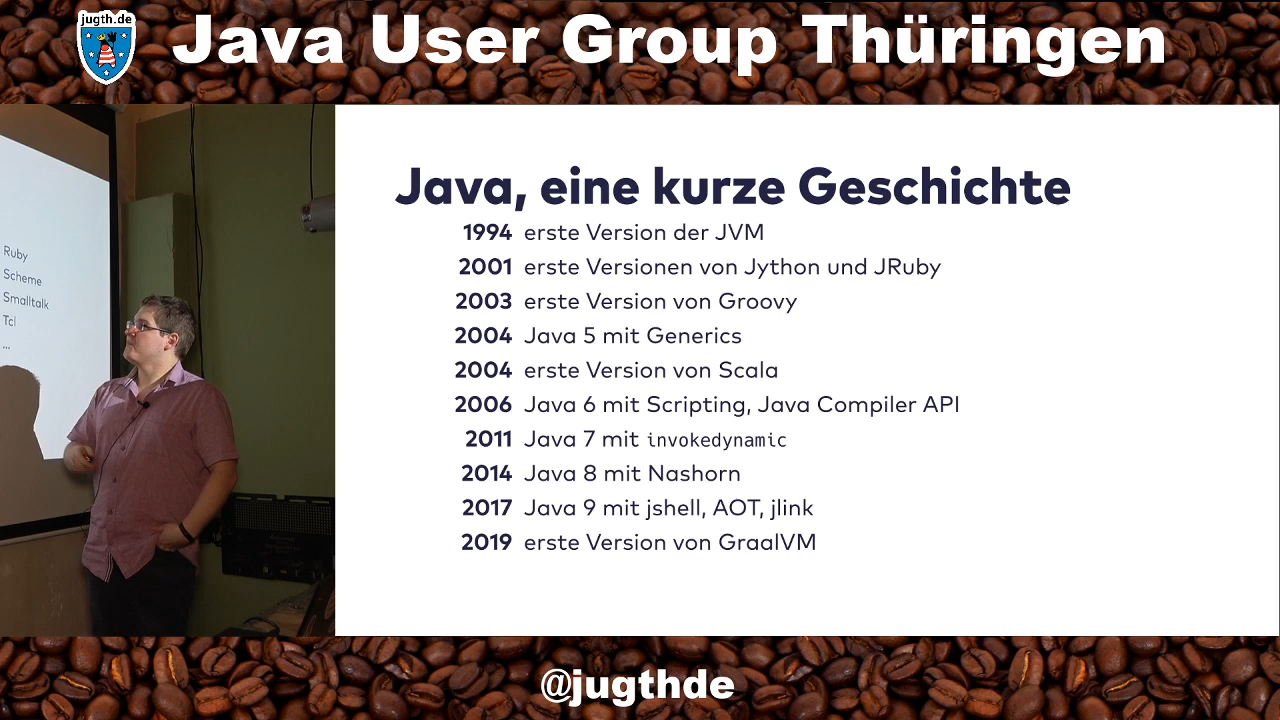 jugth.de
Java User Group Thüringen
Ruby
Scheme
Smalltalk
Tcl
...
Java, eine kurze Geschichte
1994 erste Version der JVM
2001 erste Versionen von Jython und JRuby
2003 erste Version von Groovy
2004 Java 5 mit Generics
2004 erste Version von Scala
2006 Java 6 mit Scripting, Java Compiler API
2011 Java 7 mit invokedynamic
2014 Java 8 mit Nashorn
2017 Java 9 mit jshell, AOT, jlink
2019 erste Version von GraalVM
@jugthde